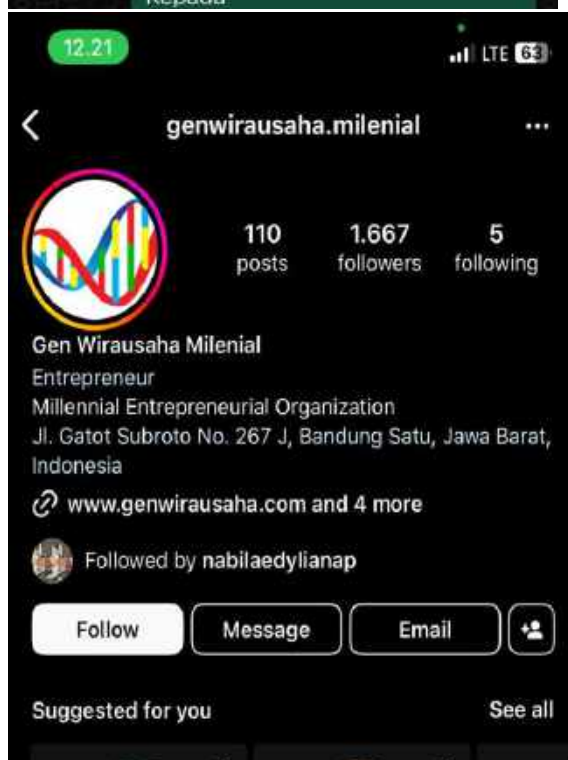 Kepada
12.21
LTE 63
genwirausaha.milenial
110 1.667 5
posts followers following
Gen Wirausaha Milenial
Entrepreneur
Millennial Entrepreneurial Organization
Jl. Gatot Subroto No. 267 J, Bandung Satu, Jawa Barat,
Indonesia
www.genwirausaha.com and 4 more
Followed by nabilaedylianap
Follow Message Email
Suggested for you See all